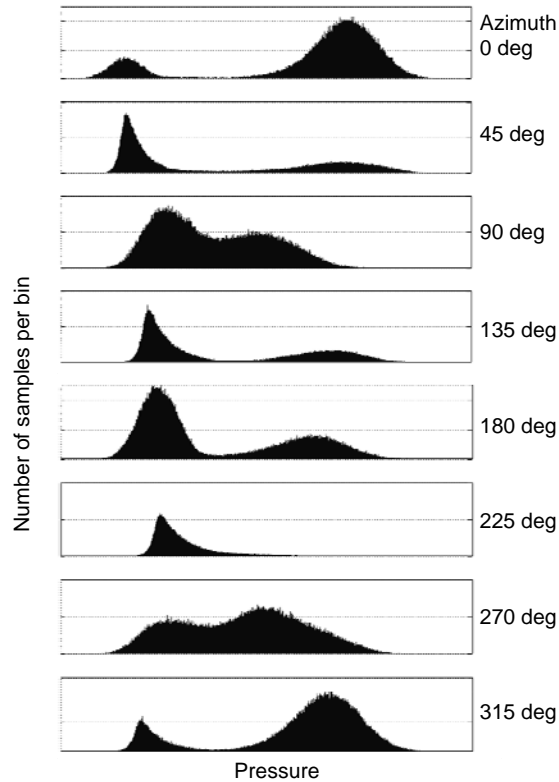 Azimuth
0 deg
45 deg
90 deg
135 deg
180 deg
225 deg
270 deg
315 deg
Number of samples per bin
Pressure